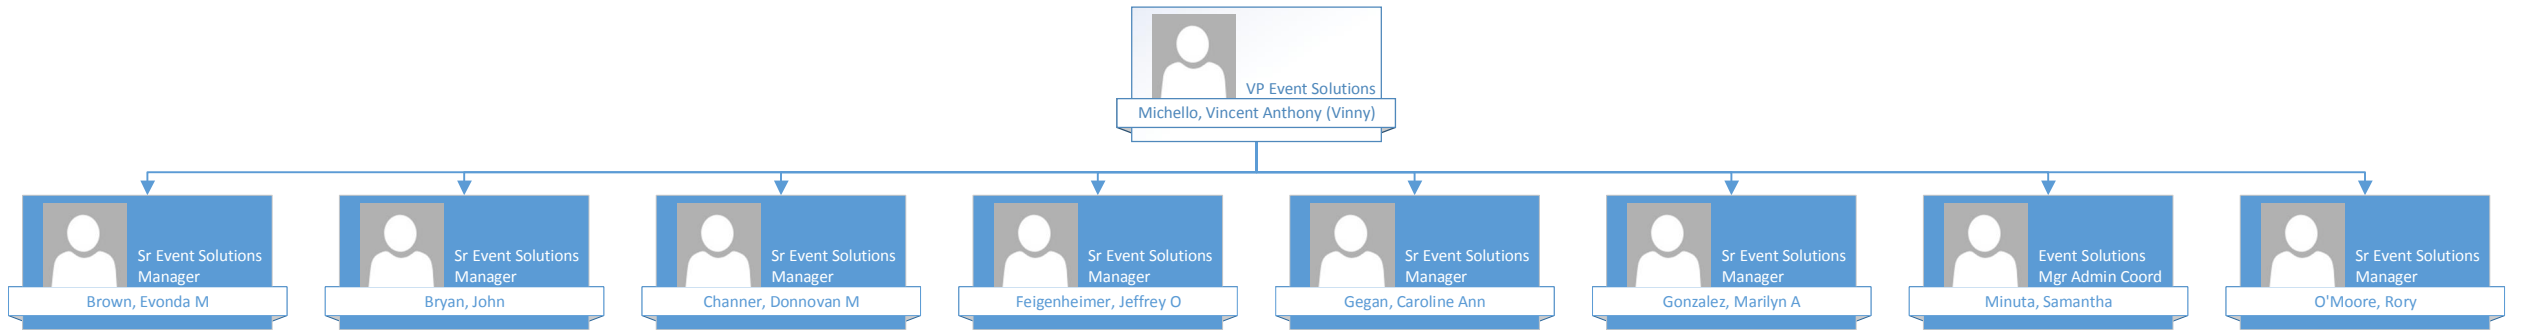 VP Event Solutions
Michello, Vincent Anthony (Vinny)
Sr Event Solutions
Manager
Brown, Evonda M
Sr Event Solutions
Manager
Bryan, John
Sr Event Solutions
Manager
Channer, Donnovan M
Sr Event Solutions
Manager
Feigenheimer, Jeffrey O
Sr Event Solutions
Manager
Gegan, Caroline Ann
Sr Event Solutions
Manager
Gonzalez, Marilyn A
Event Solutions
Mgr Admin Coord
Minuta, Samantha
Sr Event Solutions
Manager
O'Moore, Rory